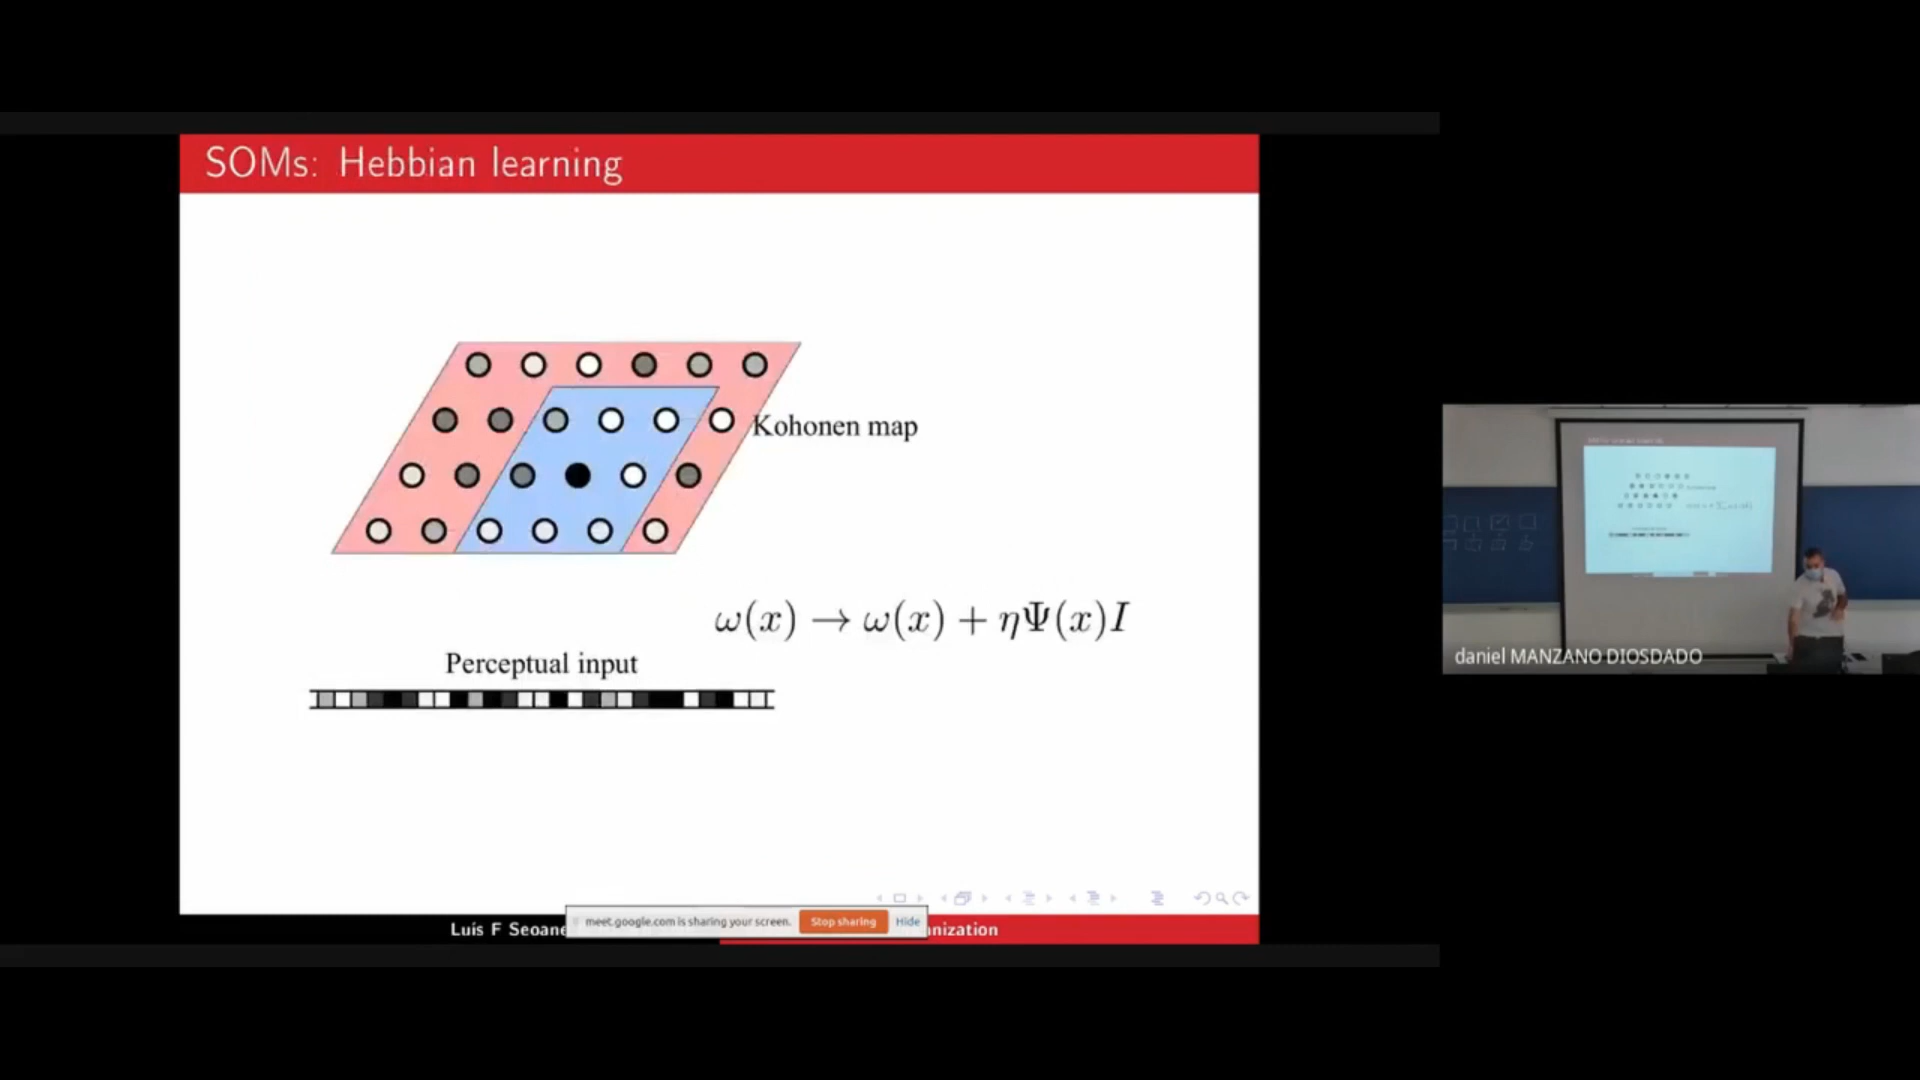 SOMs: Hebbian learning
Kohonen map
ω(x) → ω(x) + ηΨ(x)I
Perceptual input
daniel MANZANO DIOSDADO
meet.google.com is sharing your screen. Stop sharing Hide
Luís F Seoane
nization